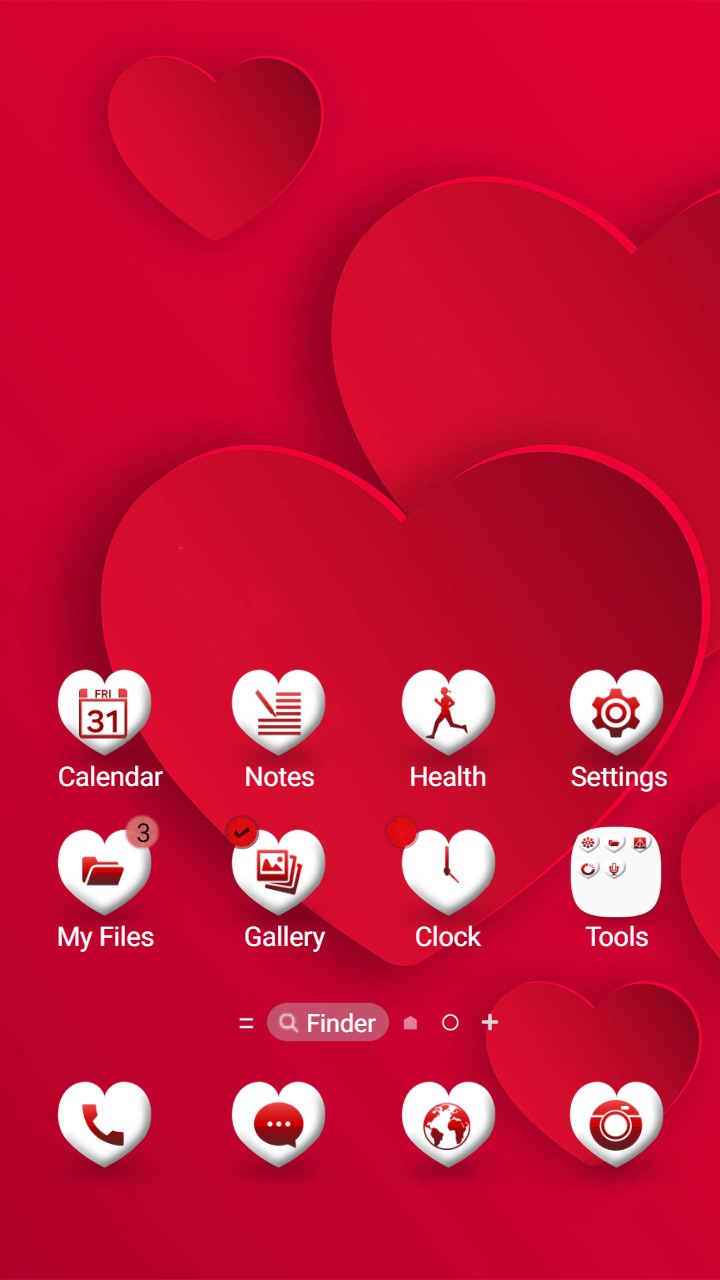 FRI
31
Calendar
Notes
Health
Settings
3
My Files
Gallery
Clock
Tools
Finder